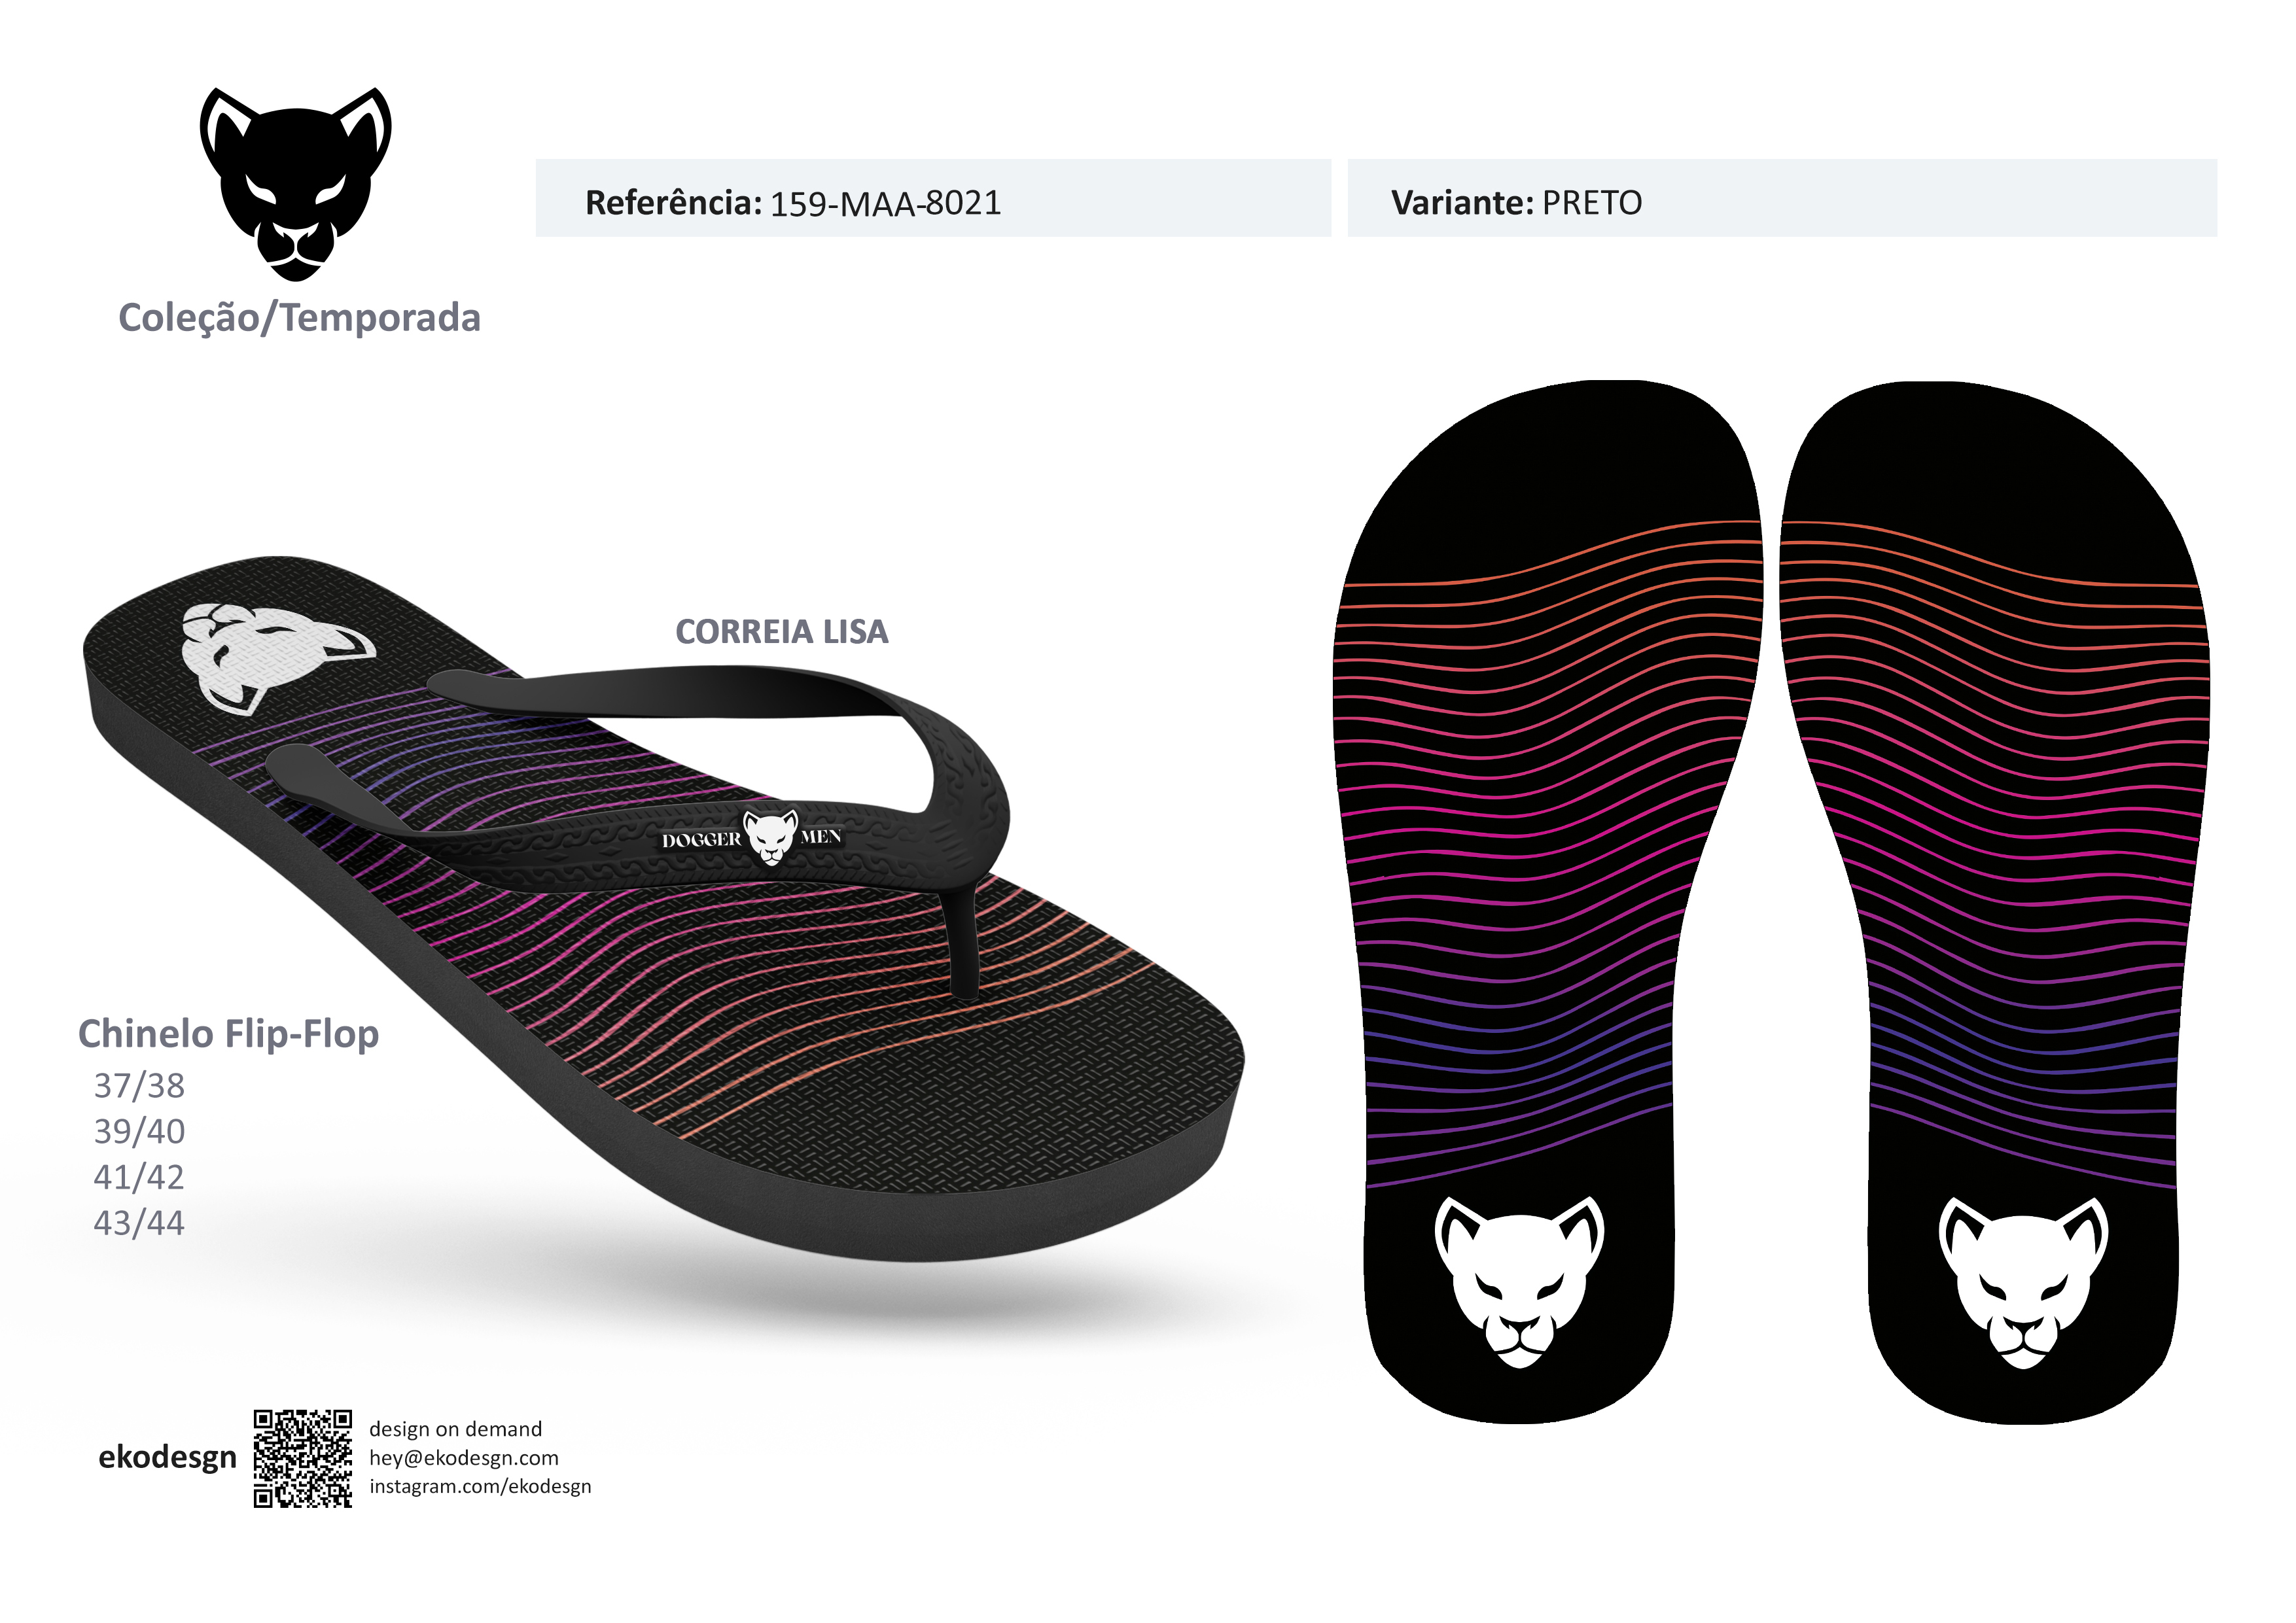 Referência: 159-MAA-8021
Variante: PRETO
Coleção/Temporada
CORREIA LISA
DOGGER MEN
Chinelo Flip-Flop
37/38
39/40
41/42
43/44
ekodesgn
design on demand
hey@ekodesgn.com
instagram.com/ekodesgn